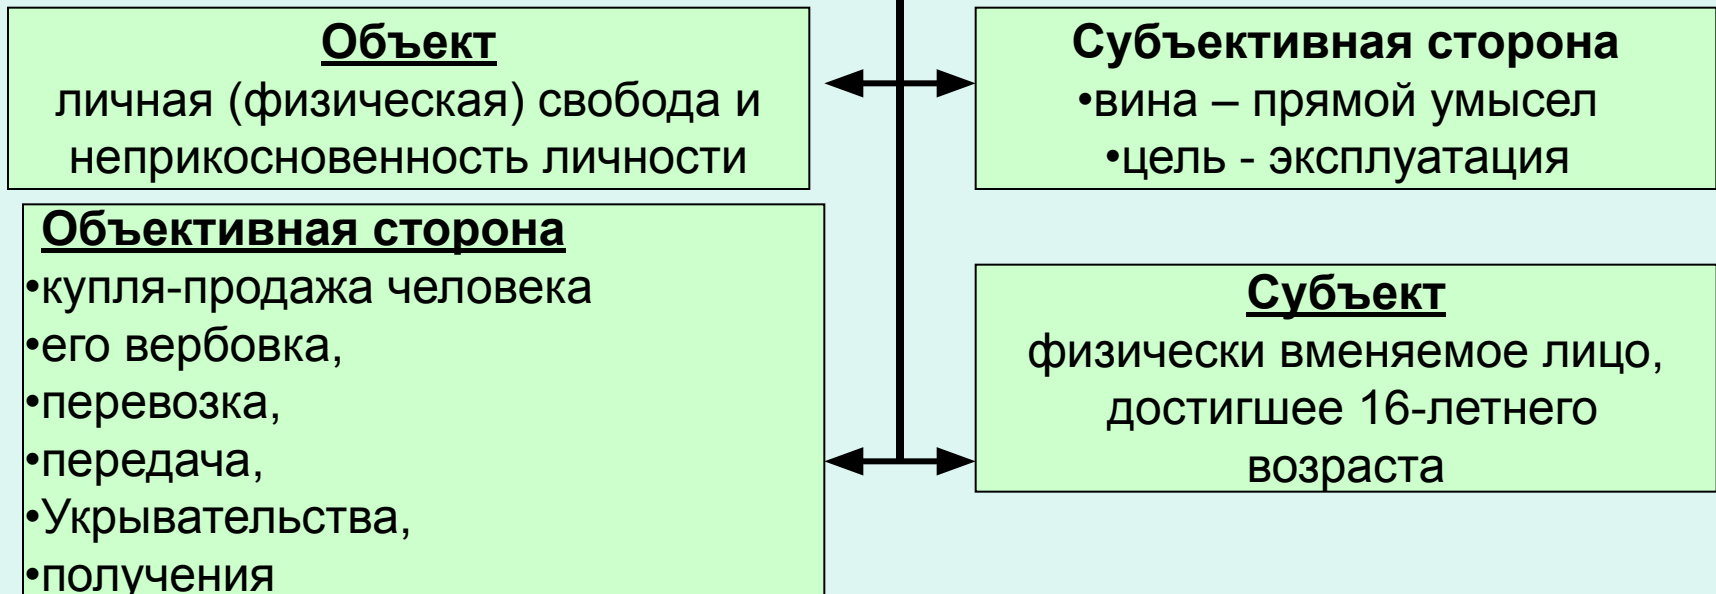 Объект
личная (физическая) свобода и
неприкосновенность личности
Объективная сторона
•купля-продажа человека
•его вербовка,
•перевозка,
•передача,
•Укрывательства,
•получения
Субъективная сторона
•вина – прямой умысел
•цель - эксплуатация
Субъект
физически вменяемое лицо,
достигшее 16-летнего
возраста